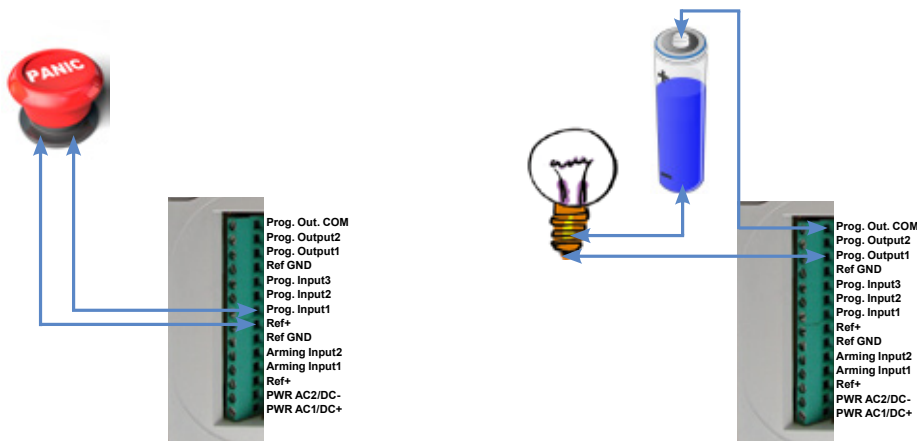 PANIC
Prog. Out. COM
Prog. Output2
Prog. Output1
Ref GND
Prog. Input3
Prog. Input2
Prog. Input1
Ref+
Ref GND
Arming Input2
Arming Input1
Ref+
PWR AC2/DC-
PWR AC1/DC+
+
-
Prog. Out. COM
Prog. Output2
Prog. Output1
Ref GND
Prog. Input3
Prog. Input2
Prog. Input1
Ref+
Ref GND
Arming Input2
Arming Input1
Ref+
PWR AC2/DC-
PWR AC1/DC+